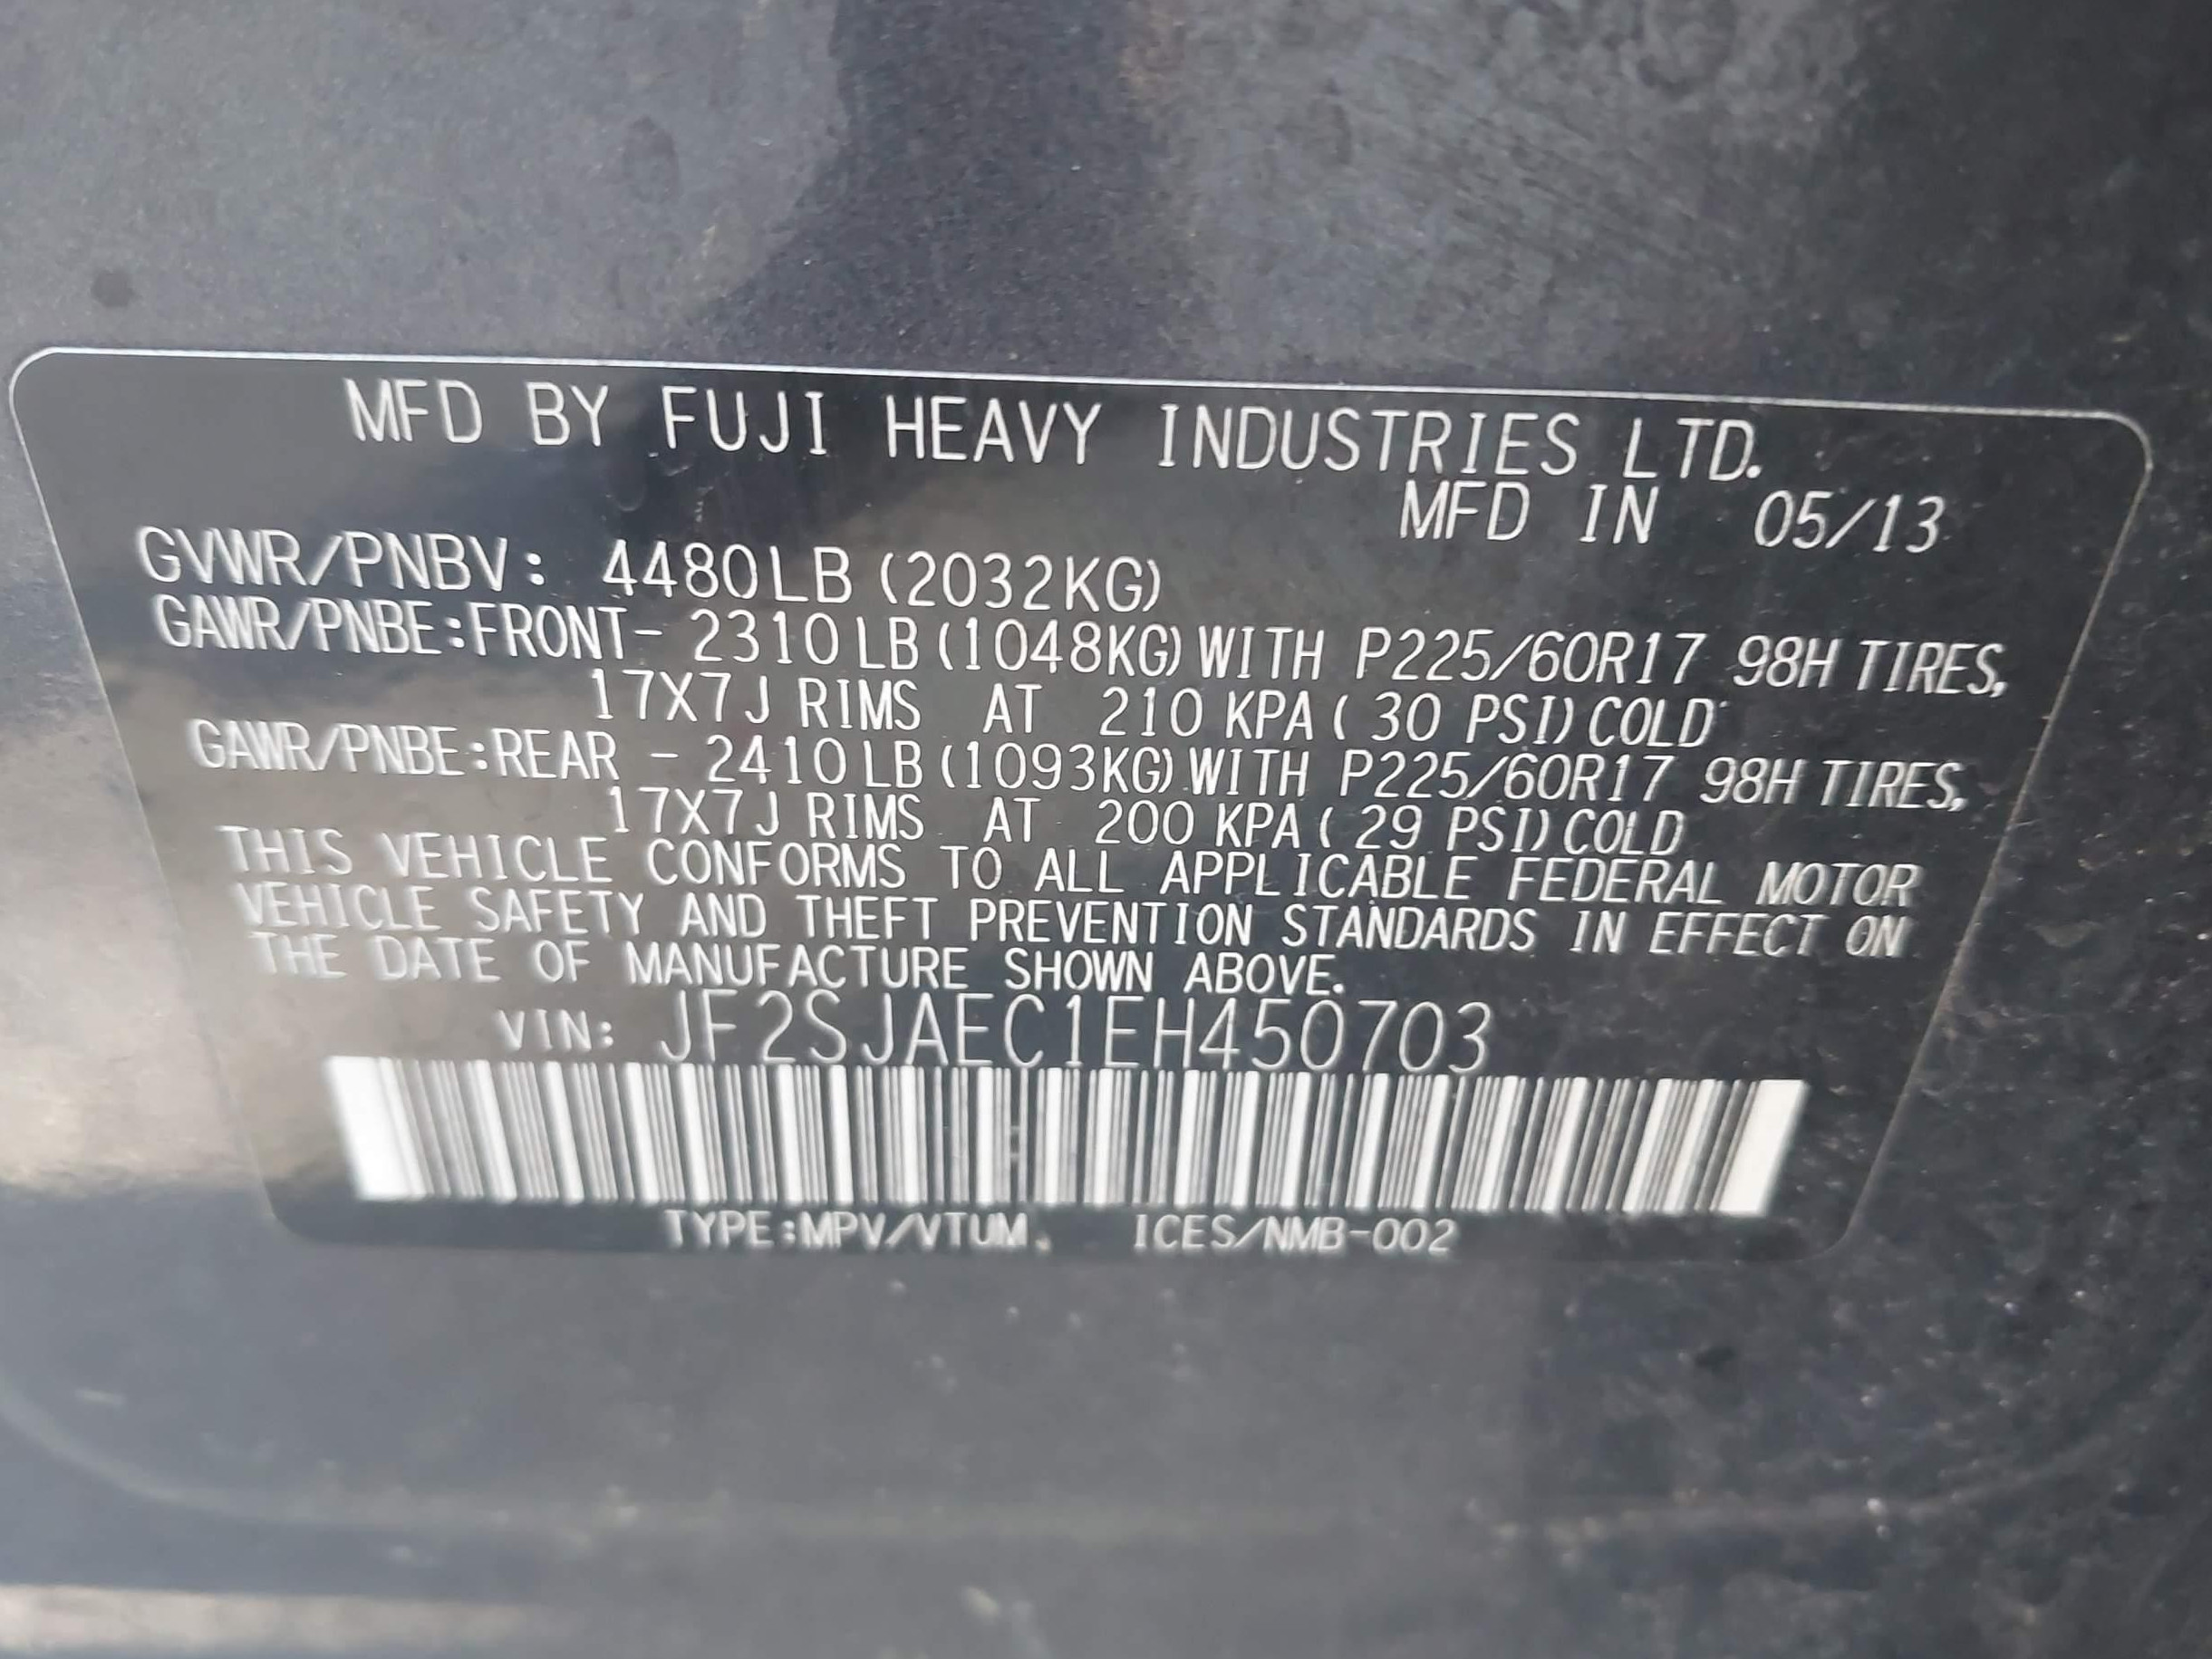 MFD BY FUJI HEAVY INDUSTRIES LTD.
MFD IN 05/13
GVWR/PNBV: 4480LB (2032KG)
GAWR/PNBE:FRONT- 2310LB(1048KG)WITH P225/60R17 98H TIRES,
17X7J RIMS AT 210 KPA( 30 PSI)COLD
GAWR/PNBE:REAR - 2410LB(1093KG)WITH P225/60R17 98H TIRES,
17X7J RIMS AT 200 KPA( 29 PSI)COLD
THIS VEHICLE CONFORMS TO ALL APPLICABLE FEDERAL MOTOR
VEHICLE SAFETY AND THEFT PREVENTION STANDARDS IN EFFECT ON
THE DATE OF MANUFACTURE SHOWN ABOVE.
VIN: JF2SJAEC1EH450703
TYPE:MPV/VTUM. ICES/NMB-002